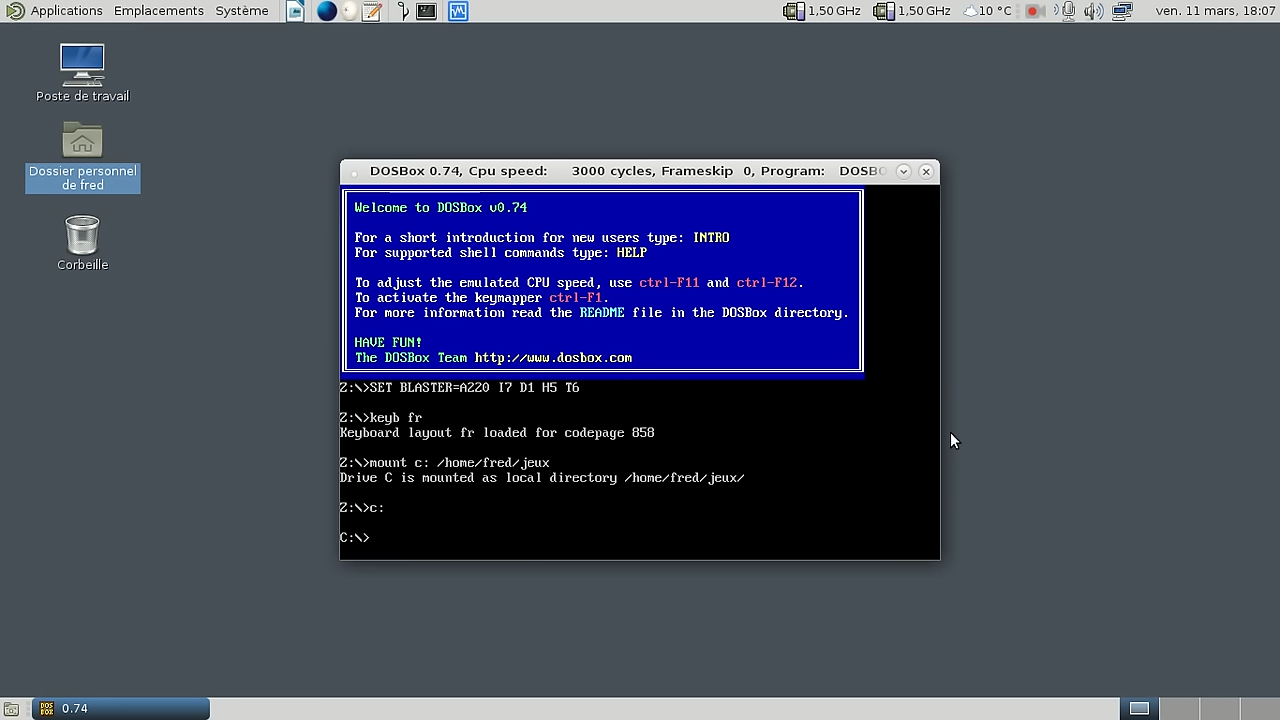 Applications Emplacements Système 1,50 GHz 1,50 GHz 10 °C ven. 11 mars, 18:07
Poste de travail
Dossier personnel
de fred
Corbeille
DOSBox 0.74, Cpu speed: 3000 cycles, Frameskip 0, Program: DOSBO
Welcome to DOSBox v0.74
For a short introduction for new users type: INTRO
For supported shell commands type: HELP
To adjust the emulated CPU speed, use ctrl-F11 and ctrl-F12.
To activate the keymapper ctrl-F1.
For more information read the README file in the DOSBox directory.
HAVE FUN!
The DOSBox Team http://www.dosbox.com
Z:\>SET BLASTER=A220 I7 D1 H5 T6
Z:\>keyb fr
Keyboard layout fr loaded for codepage 858
Z:\>mount c: /home/fred/jeux
Drive C is mounted as local directory /home/fred/jeux/
Z:\>c:
C:\>
DOS
BOX
0.74